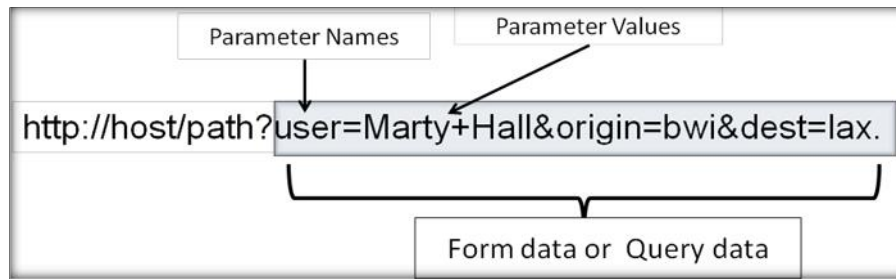 Parameter Names
Parameter Values
http://host/path?user=Marty+Hall&origin=bwi&dest=lax.
Form data or Query data